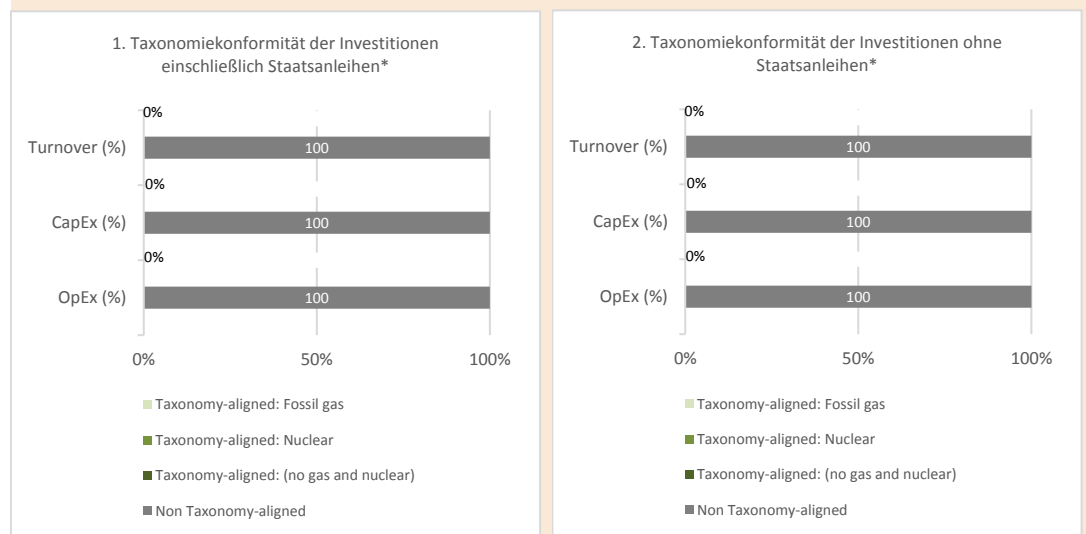 1. Taxonomiekonformität der Investitionen
einschließlich Staatsanleihen*
0%
Turnover (%)
100
0%
CapEx (%)
100
0%
OpEx (%)
100
0%
50%
100%
Taxonomy-aligned: Fossil gas
Taxonomy-aligned: Nuclear
Taxonomy-aligned: (no gas and nuclear)
Non Taxonomy-aligned
2. Taxonomiekonformität der Investitionen ohne
Staatsanleihen*
0%
Turnover (%)
100
0%
CapEx (%)
100
0%
OpEx (%)
100
0%
50%
100%
Taxonomy-aligned: Fossil gas
Taxonomy-aligned: Nuclear
Taxonomy-aligned: (no gas and nuclear)
Non Taxonomy-aligned